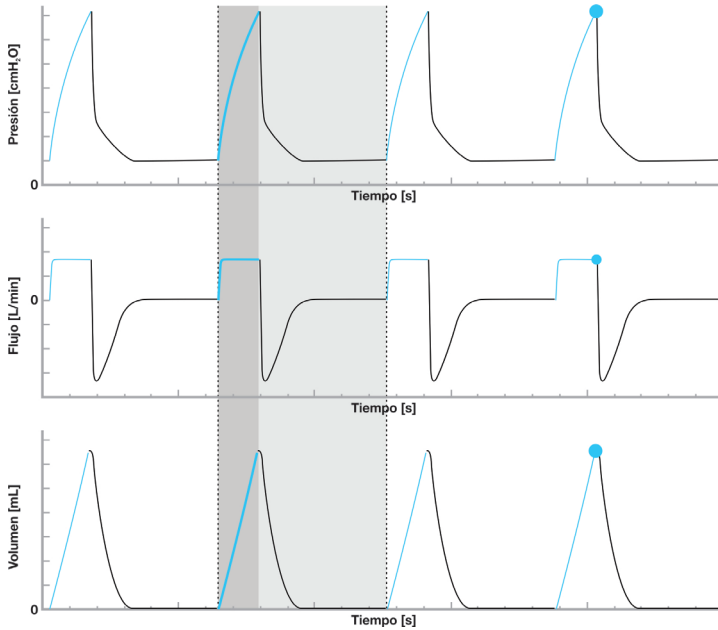 Presión [cmH₂O]
0
Tiempo [s]
Flujo [L/min]
0
Tiempo [s]
Volumen [mL]
0
Tiempo [s]